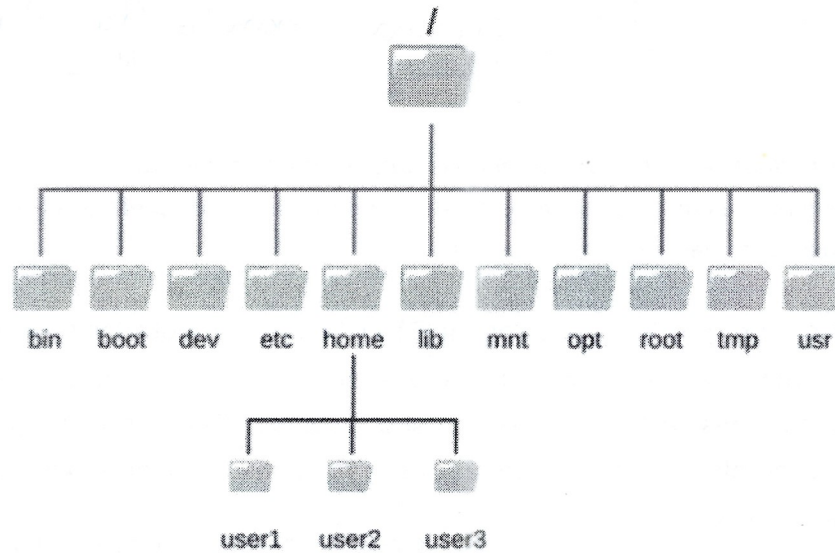 /
bin boot dev etc home lib mnt opt root tmp usr
user1 user2 user3